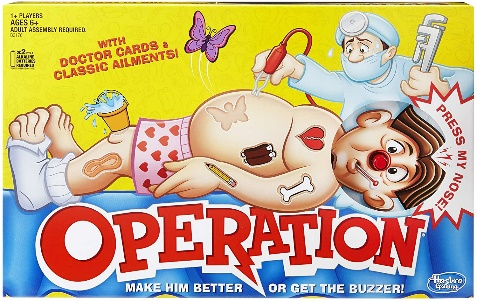 1+ PLAYERS
AGES 6+
ADULT ASSEMBLY REQUIRED.
WITH
DOCTOR CARDS &
CLASSIC AILMENTS!
PRESS MY NOSE!
OPERATION
MAKE HIM BETTER OR GET THE BUZZER!
Hasbro
Gaming